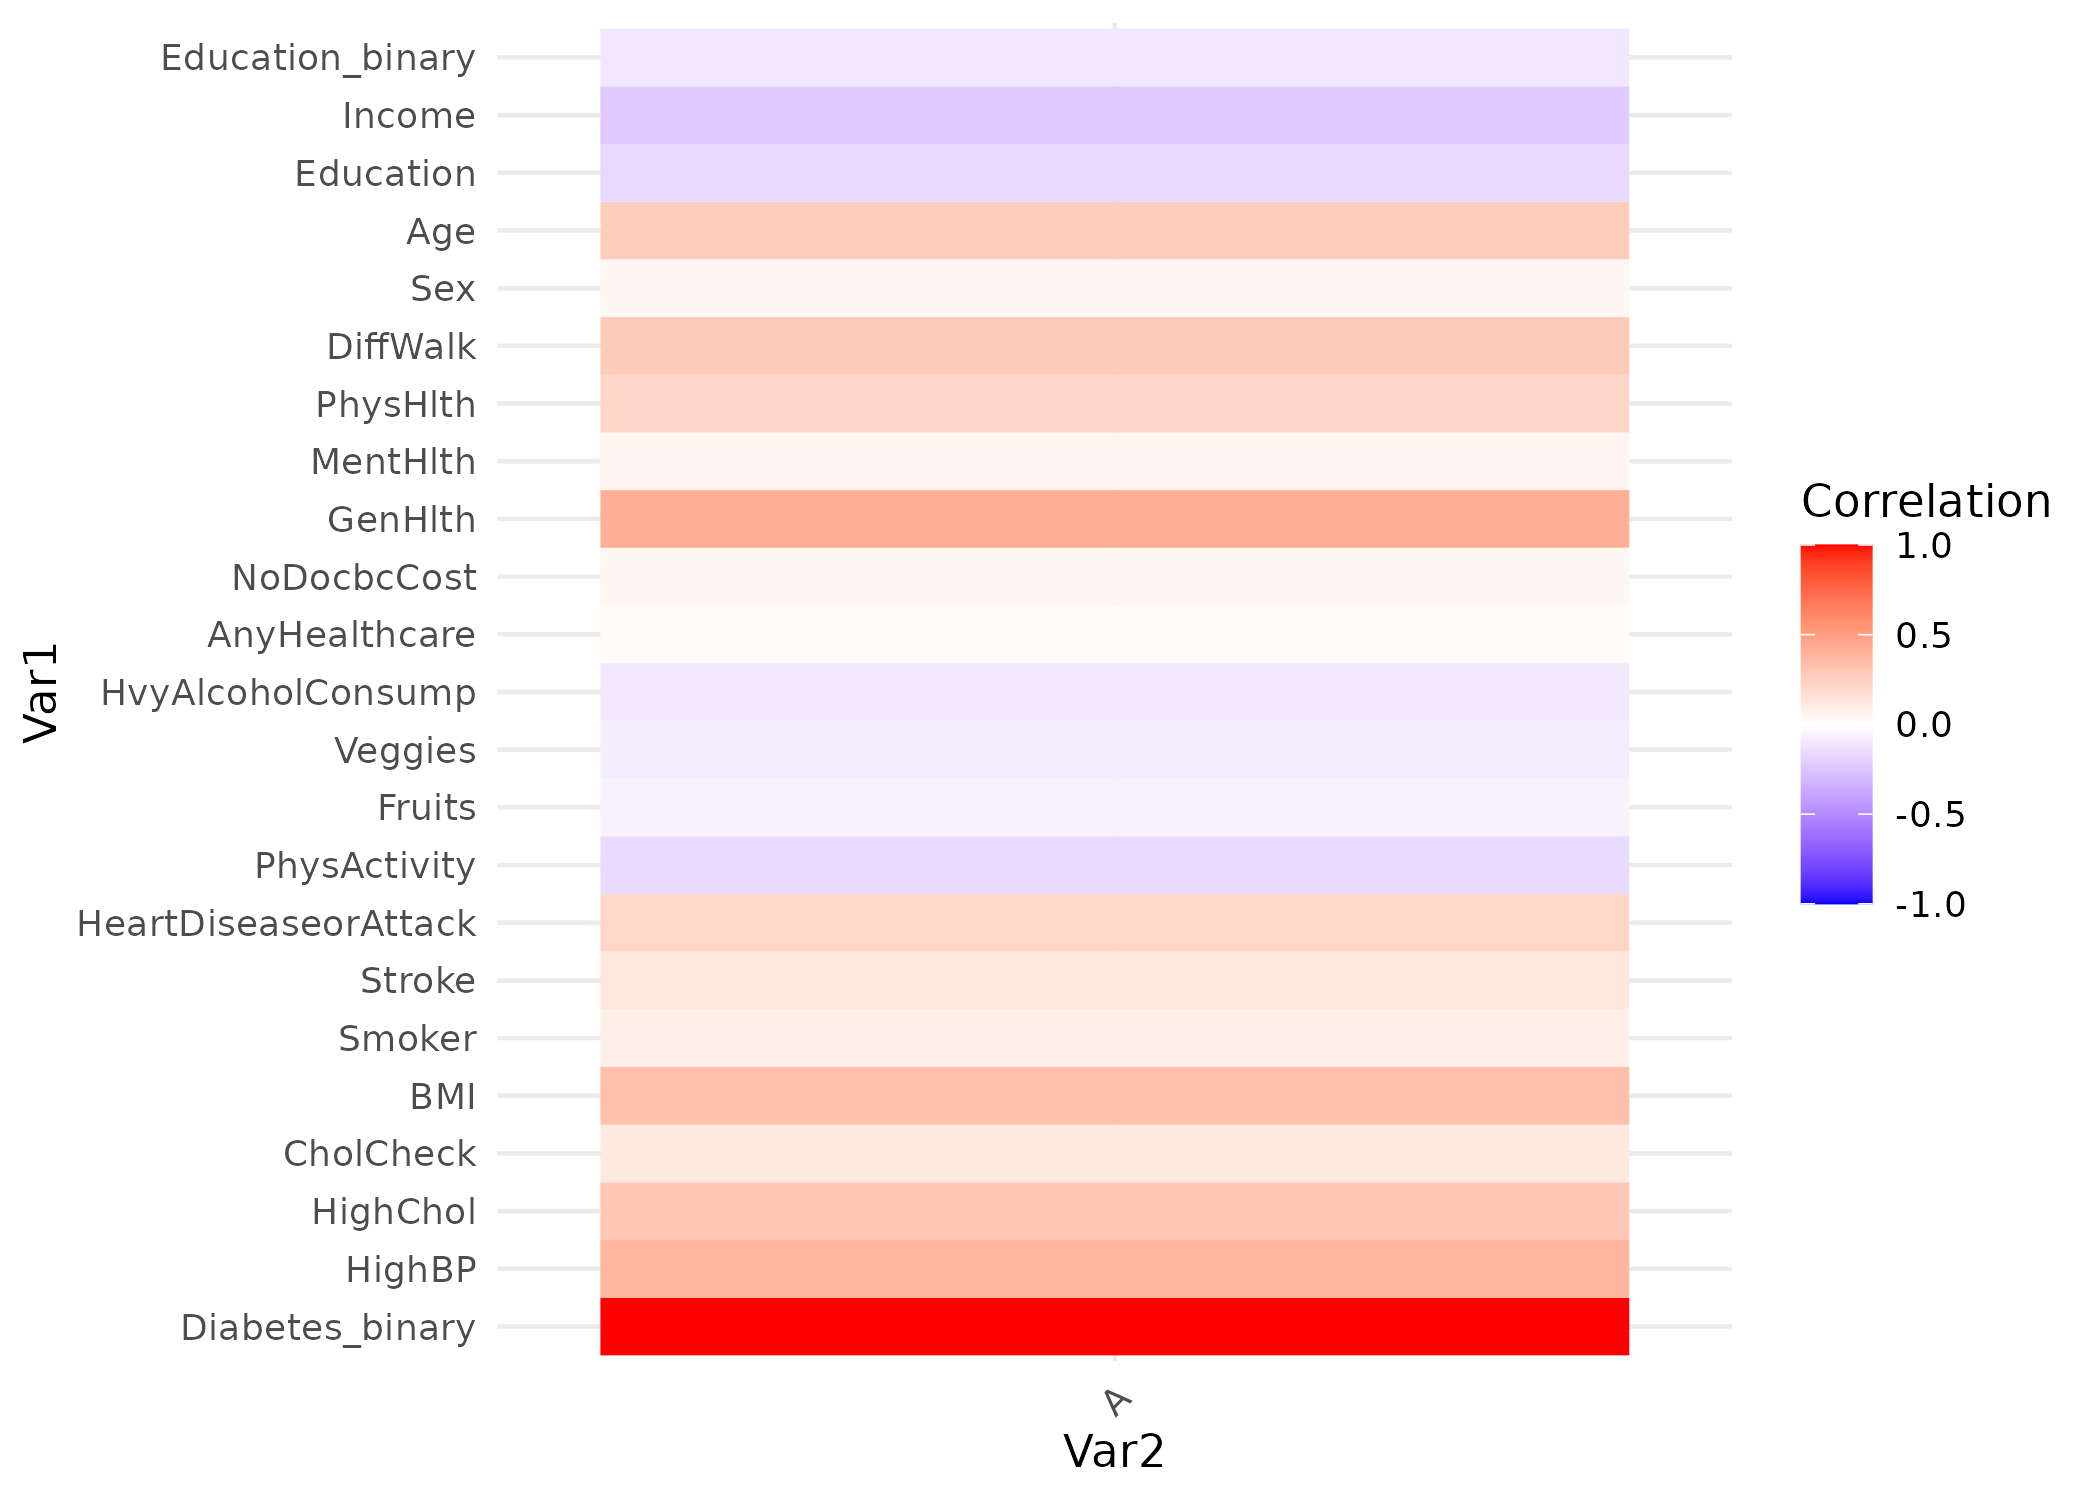 Var1
Education_binary
Income
Education
Age
Sex
DiffWalk
PhysHlth
MentHlth
GenHlth
NoDocbcCost
AnyHealthcare
HvyAlcoholConsump
Veggies
Fruits
PhysActivity
HeartDiseaseorAttack
Stroke
Smoker
BMI
CholCheck
HighChol
HighBP
Diabetes_binary
A
Var2
Correlation
1.0
0.5
0.0
-0.5
-1.0